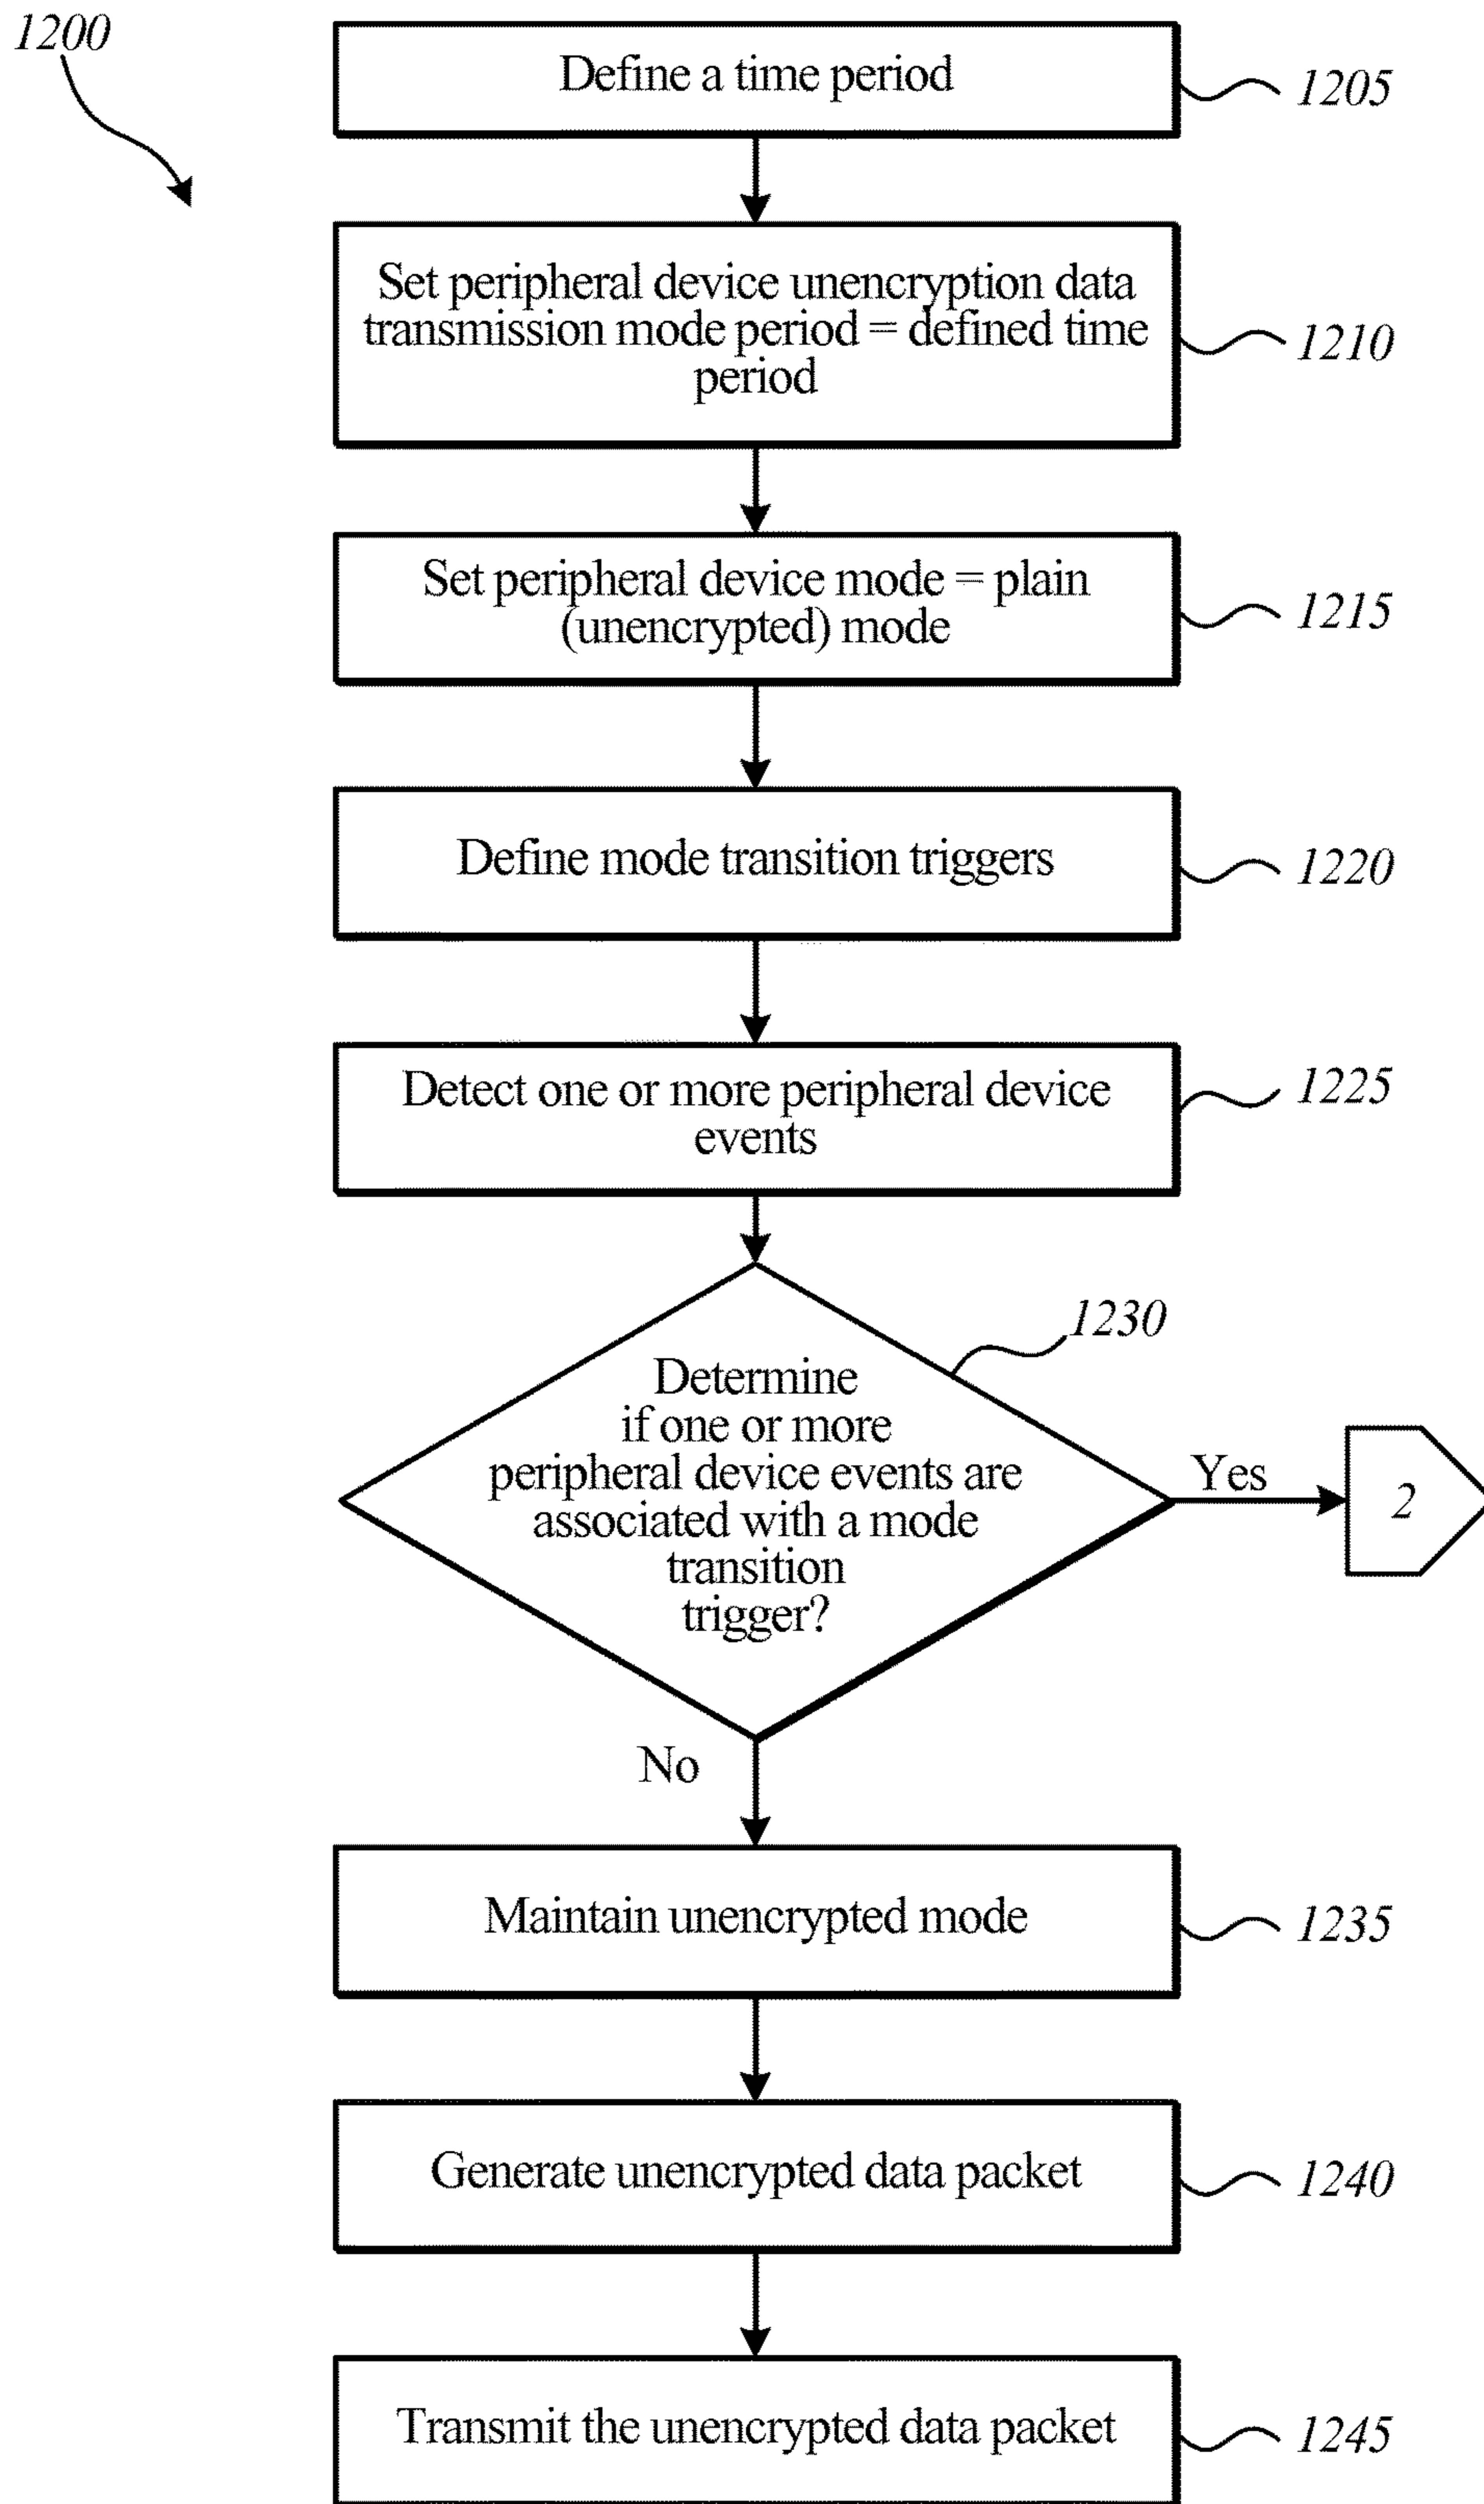 1200
Define a time period
1205
Set peripheral device unencryption data
transmission mode period = defined time
period
1210
Set peripheral device mode = plain
(unencrypted) mode
1215
Define mode transition triggers
1220
Detect one or more peripheral device
events
1225
1230
Determine
if one or more
peripheral device events are
associated with a mode
transition
trigger?
Yes
2
No
Maintain unencrypted mode
1235
Generate unencrypted data packet
1240
Transmit the unencrypted data packet
1245